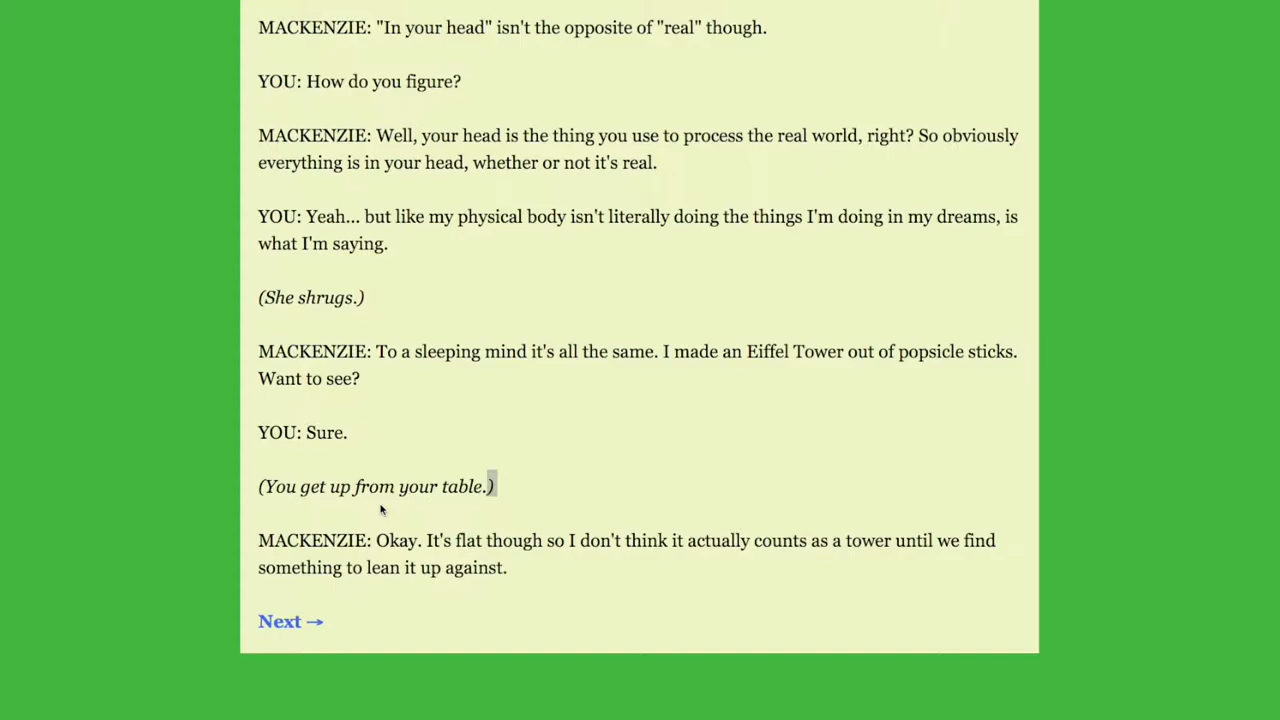 MACKENZIE: "In your head" isn't the opposite of "real" though.
YOU: How do you figure?
MACKENZIE: Well, your head is the thing you use to process the real world, right? So obviously
everything is in your head, whether or not it's real.
YOU: Yeah... but like my physical body isn't literally doing the things I'm doing in my dreams, is
what I'm saying.
(She shrugs.)
MACKENZIE: To a sleeping mind it's all the same. I made an Eiffel Tower out of popsicle sticks.
Want to see?
YOU: Sure.
(You get up from your table.)
MACKENZIE: Okay. It's flat though so I don't think it actually counts as a tower until we find
something to lean it up against.
Next →